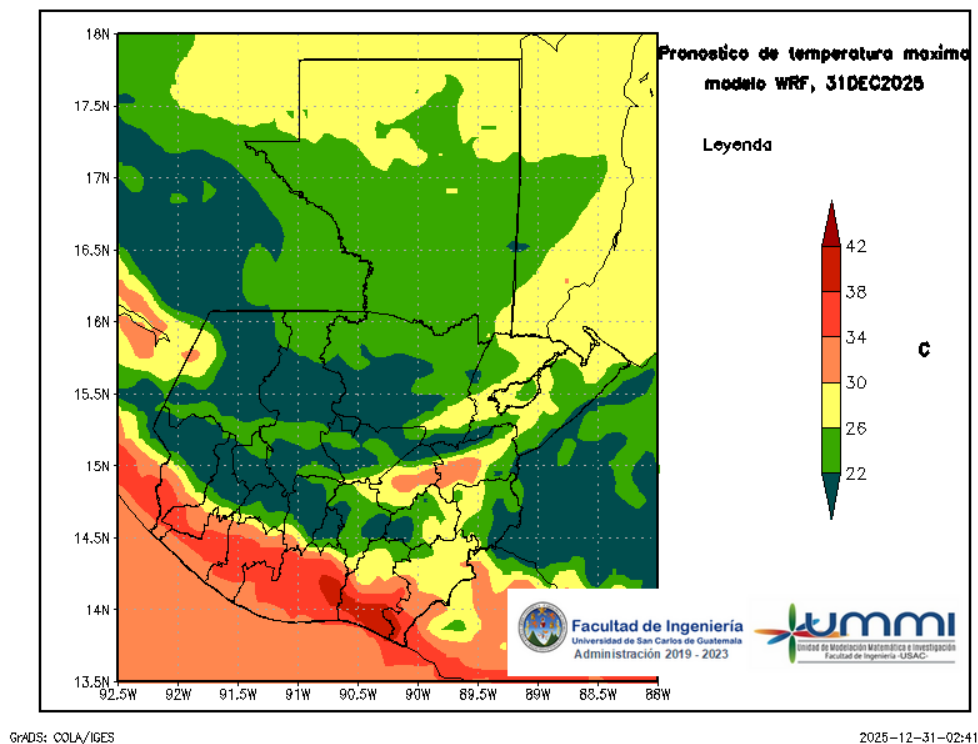 Pronostico de temperatura maxima
modelo WRF, 31DEC2025
Leyenda
18N
17.5N
17N
16.5N
16N
15.5N
15N
14.5N
14N
13.5N
92.5W
92W
91.5W
91W
90.5W
90W
89.5W
89W
88.5W
88W
42
38
34
30
26
22
C
Facultad de Ingeniería
Universidad de San Carlos de Guatemala
Administración 2019 - 2023
UMMI
Unidad de Modelación Matemática e Investigación
Facultad de Ingeniería -USAC-
GrADS: COLA/IGES
2025-12-31-02:41